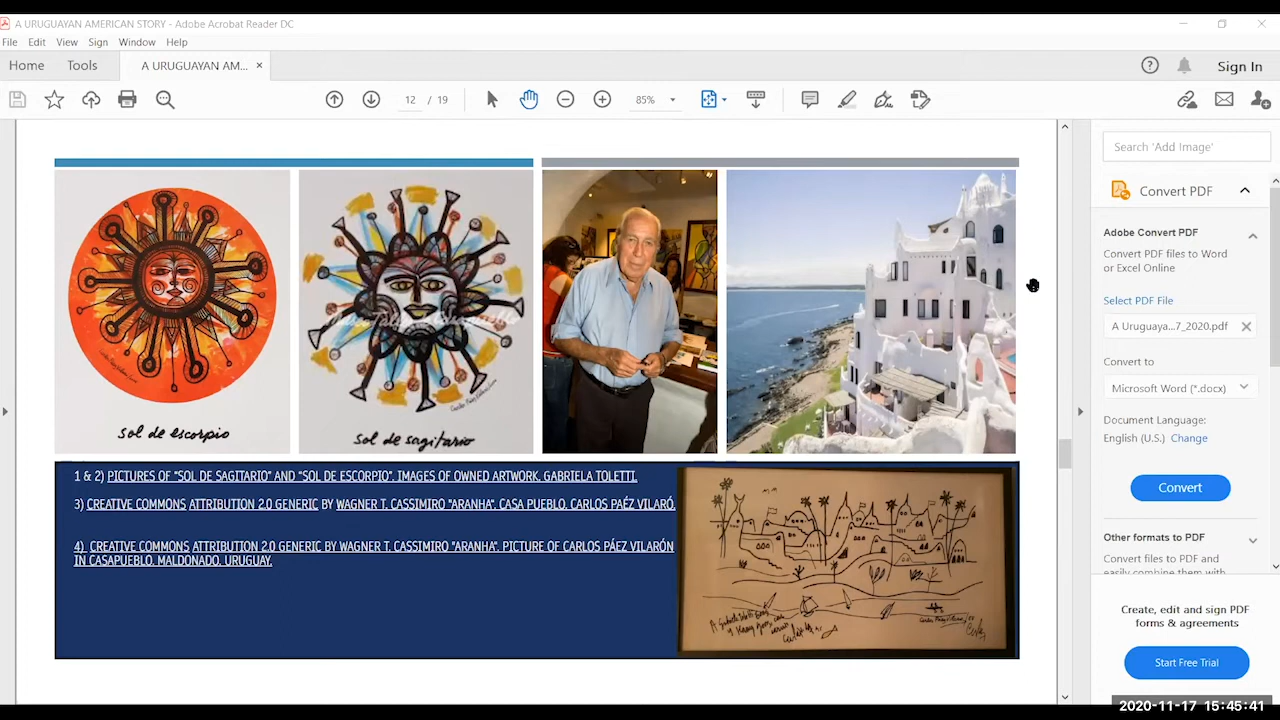 A URUGUAYAN AMERICAN STORY - Adobe Acrobat Reader DC
File Edit View Sign Window Help
Home Tools A URUGUAYAN AM... × Sign In
12 / 19 85%
Search 'Add Image'
Convert PDF
Adobe Convert PDF
Convert PDF files to Word
or Excel Online
Select PDF File
A Uruguaya...7_2020.pdf
Convert to
Microsoft Word (*.docx)
Document Language:
English (U.S.) Change
Convert
Other formats to PDF
Convert files to PDF and
easily combine them with
Create, edit and sign PDF
forms & agreements
Start Free Trial
sol de escorpio
sol de sagitario
1 & 2) PICTURES OF "SOL DE SAGITARIO" AND "SOL DE ESCORPIO". IMAGES OF OWNED ARTWORK. GABRIELA TOLETTI.
3) CREATIVE COMMONS ATTRIBUTION 2.0 GENERIC BY WAGNER T. CASSIMIRO "ARANHA". CASA PUEBLO. CARLOS PAÉZ VILARÓ.
4) CREATIVE COMMONS ATTRIBUTION 2.0 GENERIC BY WAGNER T. CASSIMIRO "ARANHA". PICTURE OF CARLOS PÁEZ VILARÓN
IN CASAPUEBLO. MALDONADO. URUGUAY.
2020-11-17 15:45:41